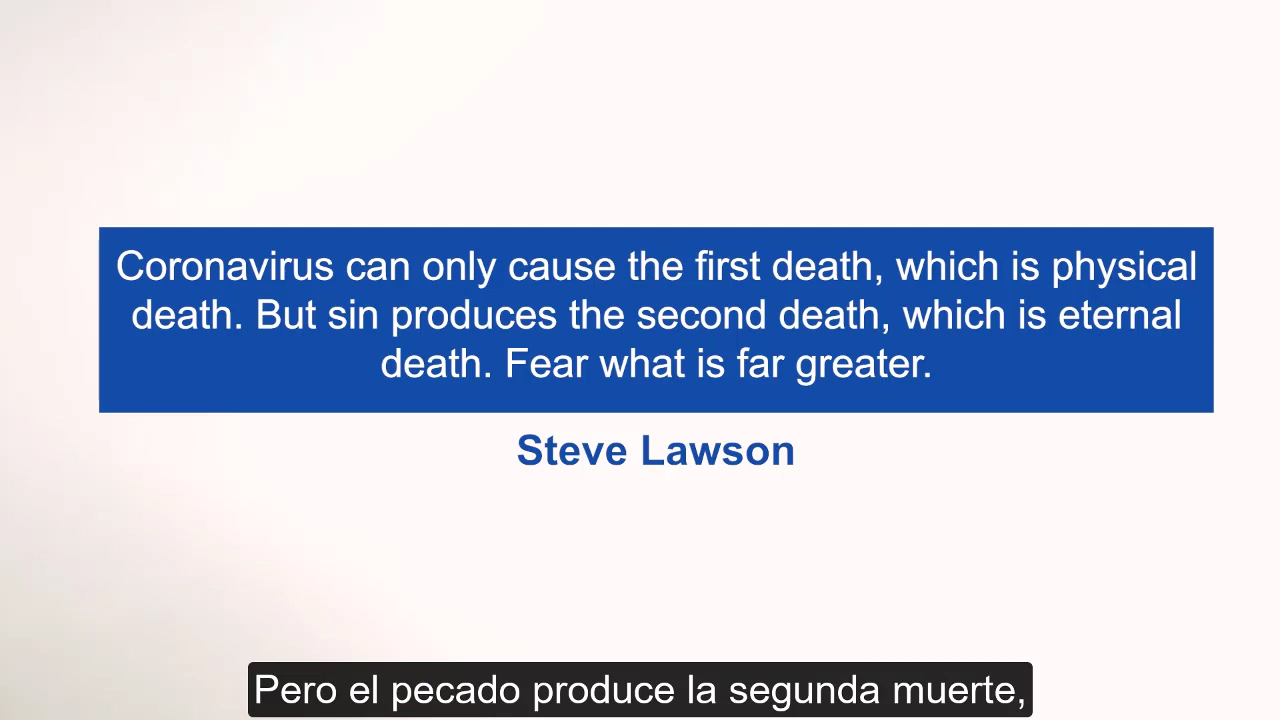 Coronavirus can only cause the first death, which is physical
death. But sin produces the second death, which is eternal
death. Fear what is far greater.
Steve Lawson
Pero el pecado produce la segunda muerte,